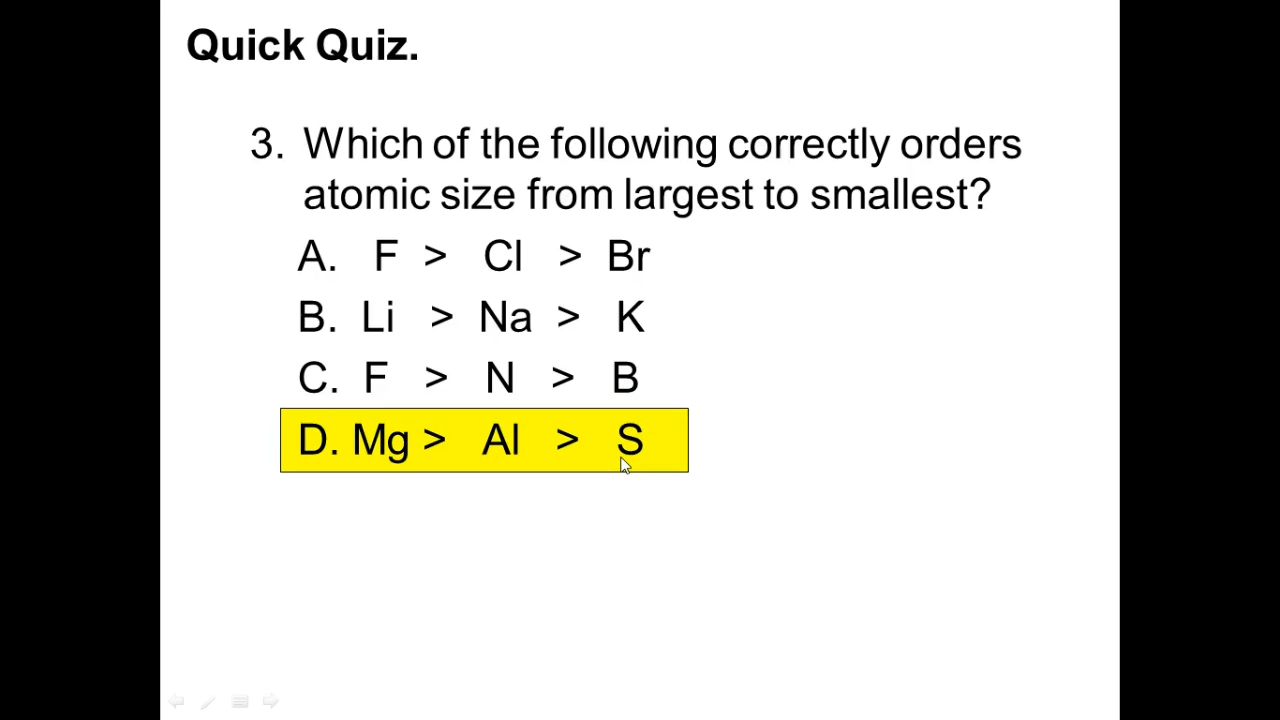 Quick Quiz.
3. Which of the following correctly orders
atomic size from largest to smallest?
A. F > Cl > Br
B. Li > Na > K
C. F > N > B
D. Mg > Al > S